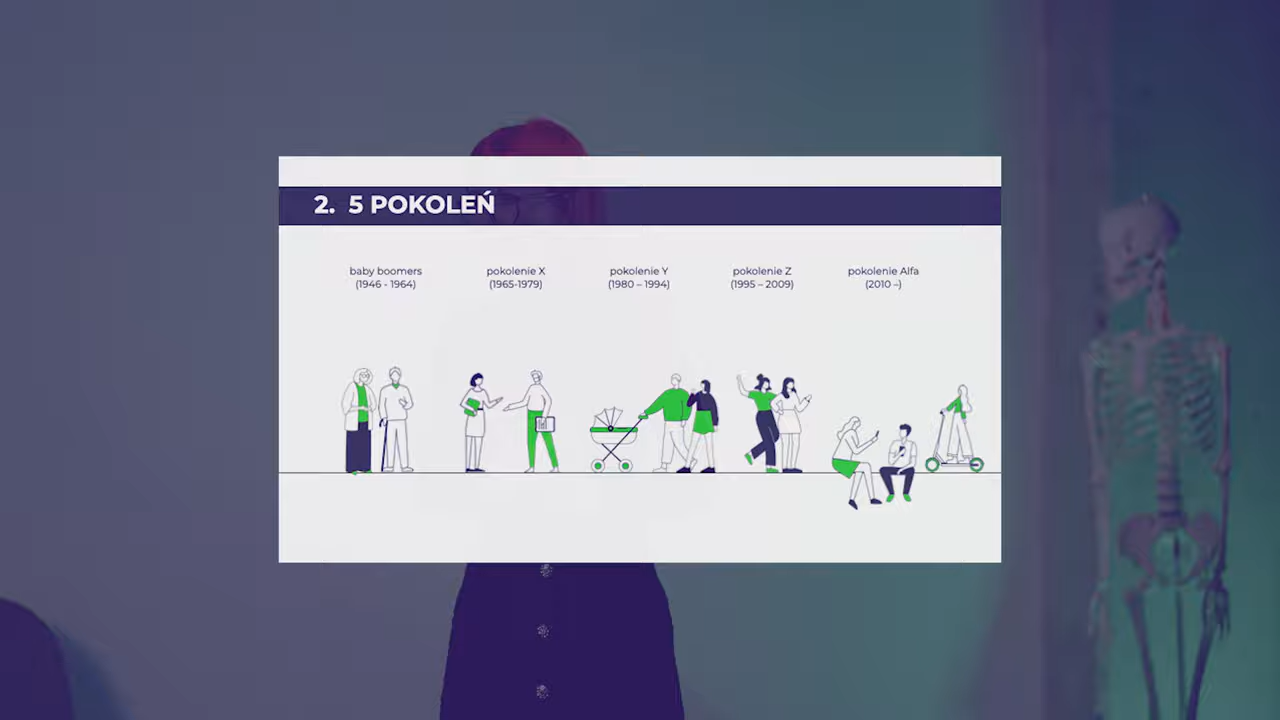 2. 5 POKOLEŃ
baby boomers
(1946 - 1964)
pokolenie X
(1965-1979)
pokolenie Y
(1980 – 1994)
pokolenie Z
(1995 – 2009)
pokolenie Alfa
(2010 –)